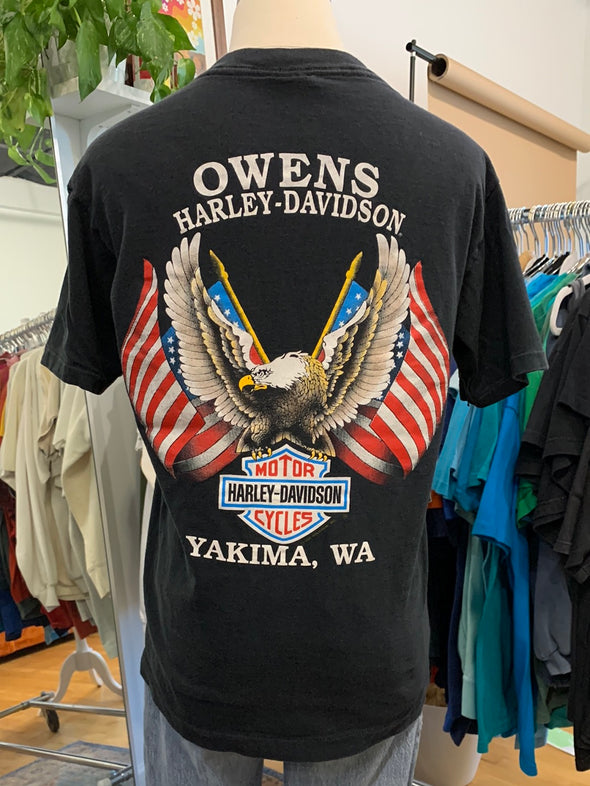 OWENS
HARLEY-DAVIDSON
MOTOR
HARLEY-DAVIDSON
CYCLES
YAKIMA, WA